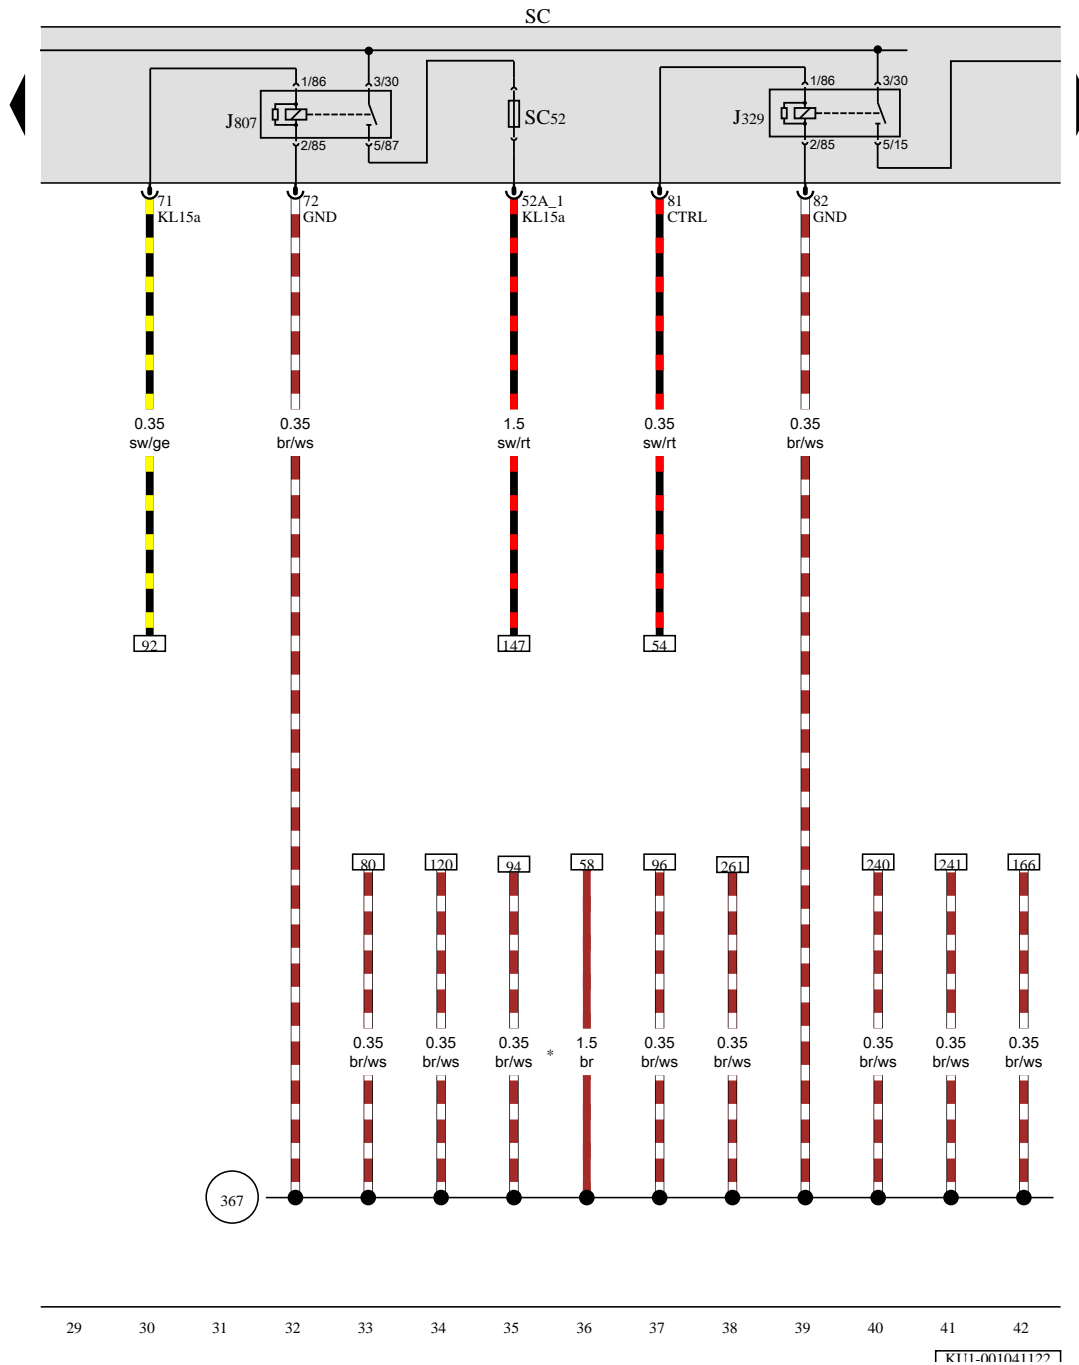 SC
1/86
3/30
J807
2/85
5/87
SC52
1/86
3/30
J329
2/85
5/15
71
KL15a
72
GND
52A_1
KL15a
81
CTRL
82
GND
0.35
sw/ge
0.35
br/ws
1.5
sw/rt
0.35
sw/rt
0.35
br/ws
92
147
54
80
120
94
58
96
261
240
241
166
0.35
br/ws
0.35
br/ws
0.35
br/ws
*
1.5
br
0.35
br/ws
0.35
br/ws
0.35
br/ws
0.35
br/ws
0.35
br/ws
367
29 30 31 32 33 34 35 36 37 38 39 40 41 42
KU1-001041122